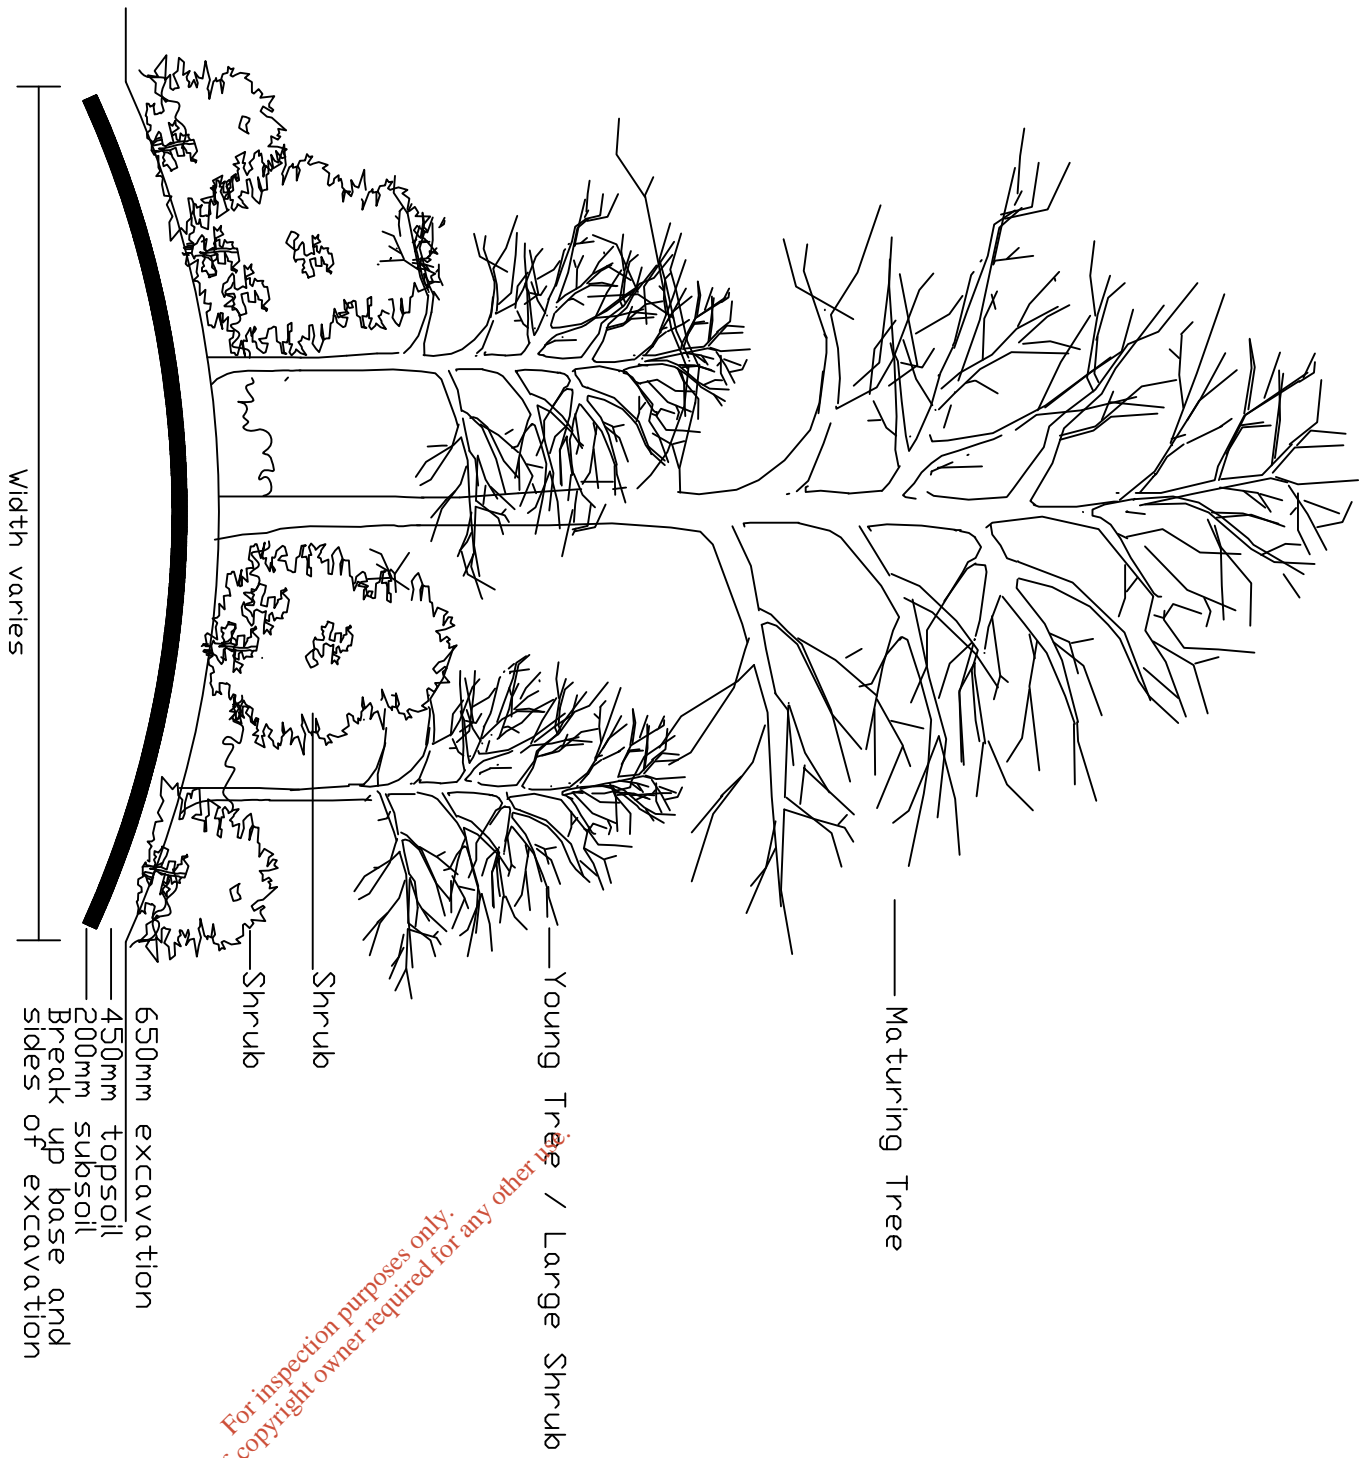 Maturing Tree
Young Tree / Large Shrub
Shrub
Shrub
650mm excavation
450mm topsoil
200mm subsoil
Break up base and
sides of excavation
Width varies
For inspection purposes only.
copyright owner required for any other use.